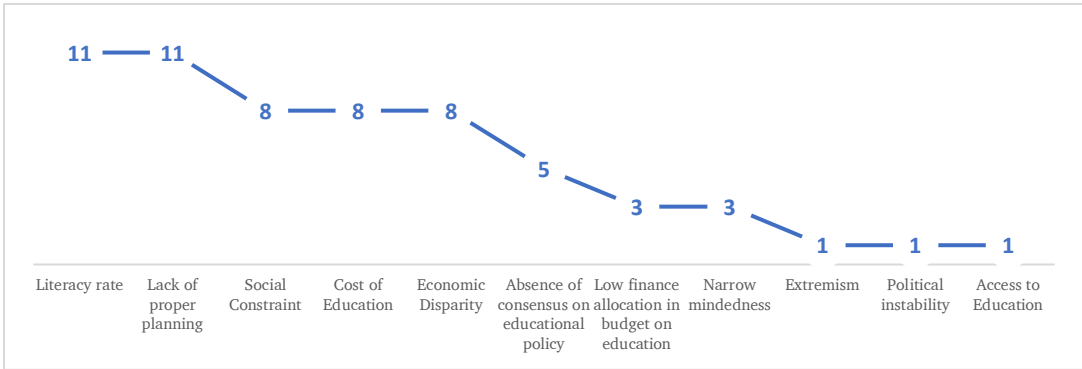 11 11
8 8 8
5
3 3
1 1 1
Literacy rate
Lack of
proper
planning
Social
Constraint
Cost of
Education
Economic
Disparity
Absence of
consensus on
educational
policy
Low finance
allocation in
budget on
education
Narrow
mindedness
Extremism
Political
instability
Access to
Education